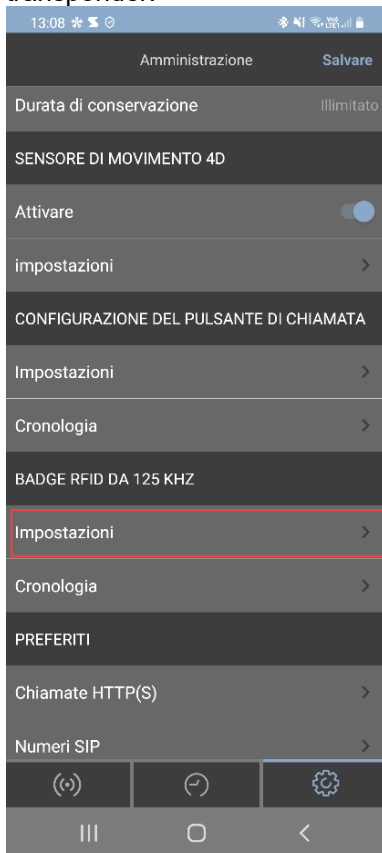 13:08
Amministrazione
Salvare
Durata di conservazione
Illimitato
SENSORE DI MOVIMENTO 4D
Attivare
impostazioni
CONFIGURAZIONE DEL PULSANTE DI CHIAMATA
Impostazioni
Cronologia
BADGE RFID DA 125 KHZ
Impostazioni
Cronologia
PREFERITI
Chiamate HTTP(S)
Numeri SIP